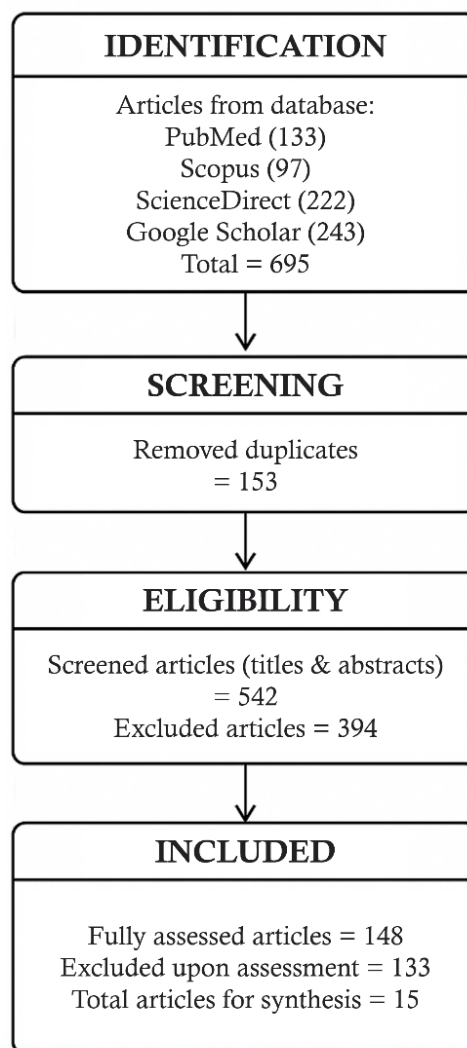 IDENTIFICATION
Articles from database:
PubMed (133)
Scopus (97)
ScienceDirect (222)
Google Scholar (243)
Total = 695
SCREENING
Removed duplicates
= 153
ELIGIBILITY
Screened articles (titles & abstracts)
= 542
Excluded articles = 394
INCLUDED
Fully assessed articles = 148
Excluded upon assessment = 133
Total articles for synthesis = 15